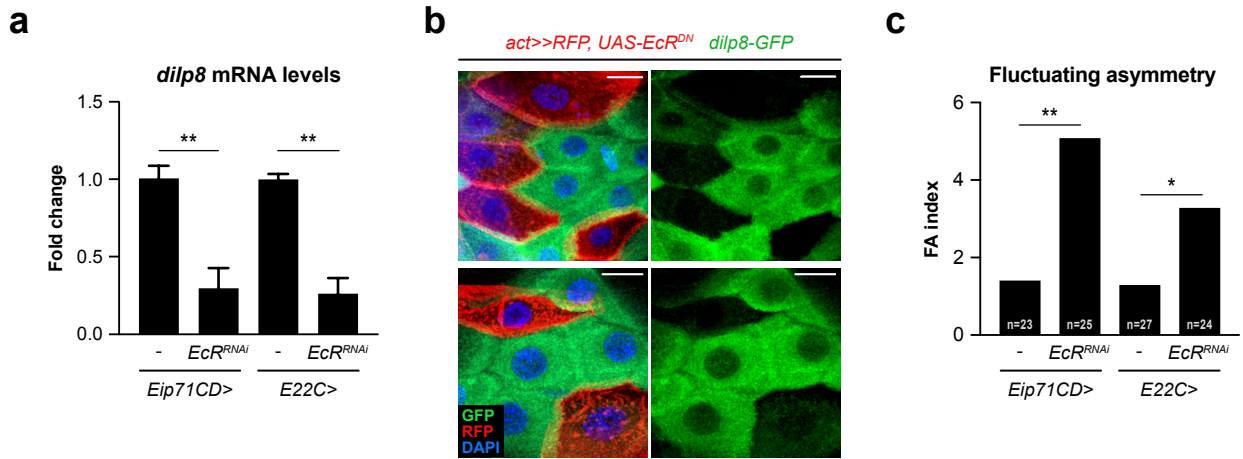 a
dilp8 mRNA levels
Fold change
1.5
1.0
0.5
0.0
**
**
- EcR^RNAi - EcR^RNAi
Eip71CD> E22C>
b
act>>RFP, UAS-EcR^DN dilp8-GFP
GFP
RFP
DAPI
c
Fluctuating asymmetry
FA index
6
4
2
0
**
*
n=23 n=25 n=27 n=24
- EcR^RNAi - EcR^RNAi
Eip71CD> E22C>